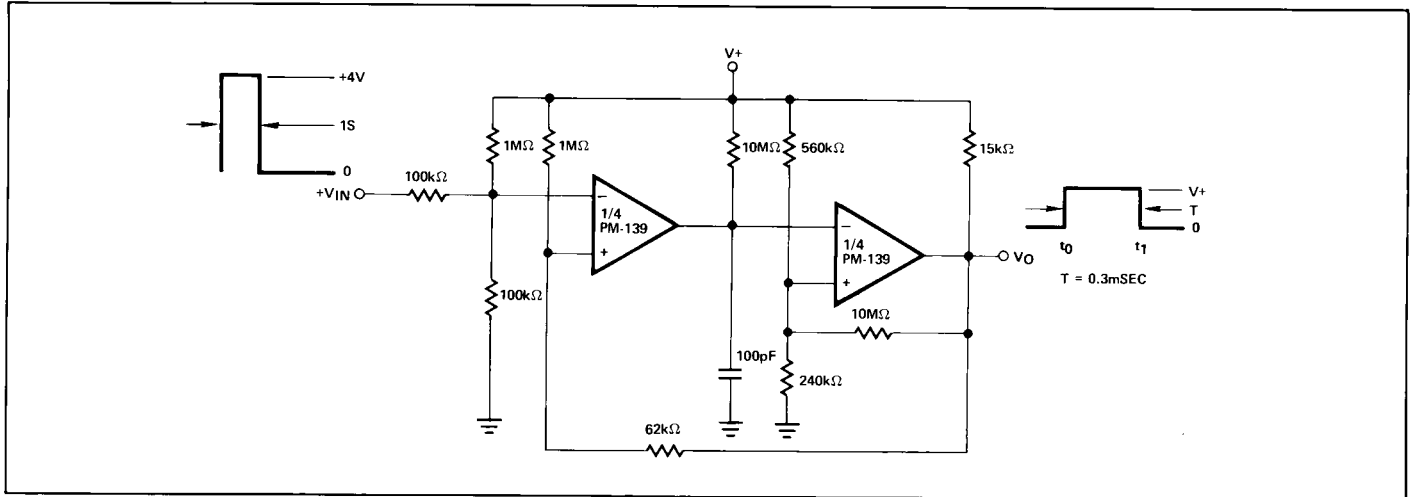 V+
+4V
1S
0
1MΩ
1MΩ
10MΩ
560kΩ
15kΩ
+VIN
100kΩ
−
1/4
PM-139
+
−
1/4
PM-139
+
VO
V+
T
0
t0
t1
T = 0.3mSEC
100kΩ
10MΩ
100pF
240kΩ
62kΩ